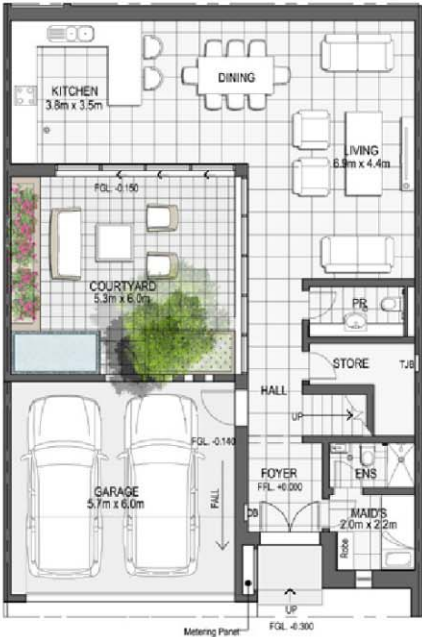 KITCHEN
3.8m x 3.5m
DINING
LIVING
6.9m x 4.4m
FGL. -0.150
COURTYARD
5.3m x 6.0m
PR
STORE
TJB
HALL
UP
FGL. -0.140
FOYER
FFL. +0.000
ENS
GARAGE
5.7m x 6.0m
FALL
DB
MAID'S
2.0m x 2.2m
Robe
UP
Metering Panel
FGL. -0.300